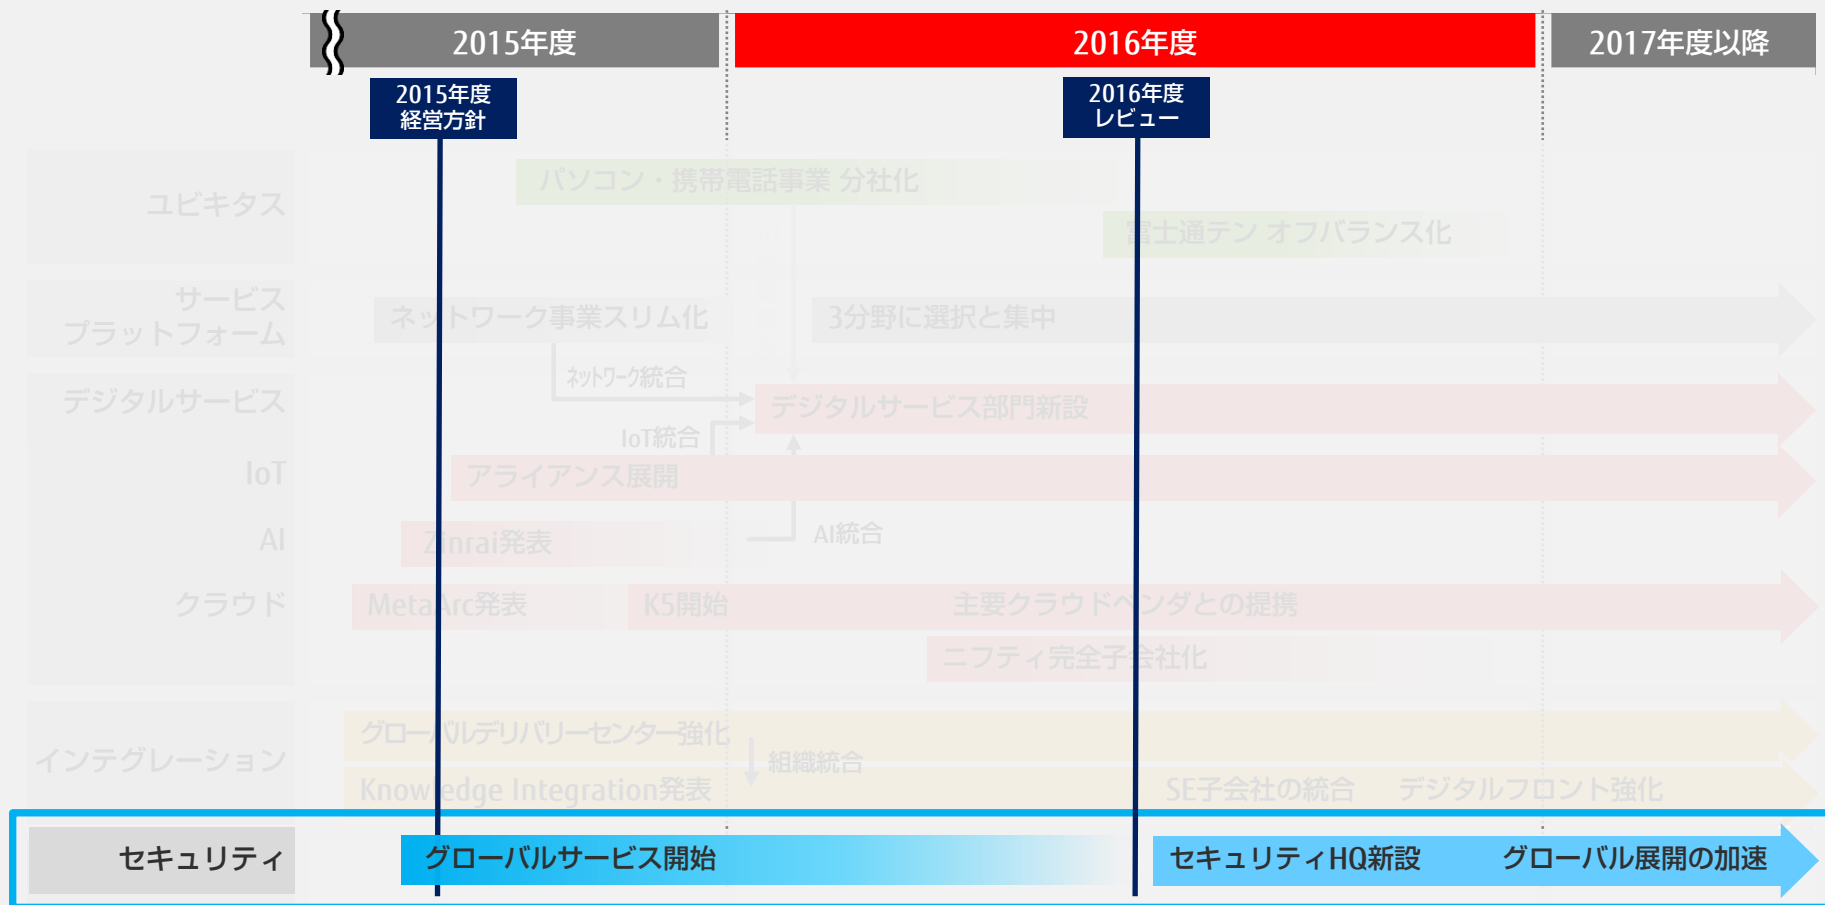 2015年度
2016年度
2017年度以降
2015年度
経営方針
2016年度
レビュー
ユビキタス
パソコン・携帯電話事業 分社化
富士通テン オフバランス化
サービス
プラットフォーム
ネットワーク事業スリム化
3分野に選択と集中
ネットワーク統合
デジタルサービス
デジタルサービス部門新設
IoT統合
IoT
アライアンス展開
AI
Zinrai発表
AI統合
クラウド
MetaArc発表
K5開始
主要クラウドベンダとの提携
ニフティ完全子会社化
インテグレーション
グローバルデリバリーセンター強化
組織統合
Knowledge Integration発表
SE子会社の統合
デジタルフロント強化
セキュリティ
グローバルサービス開始
セキュリティHQ新設
グローバル展開の加速